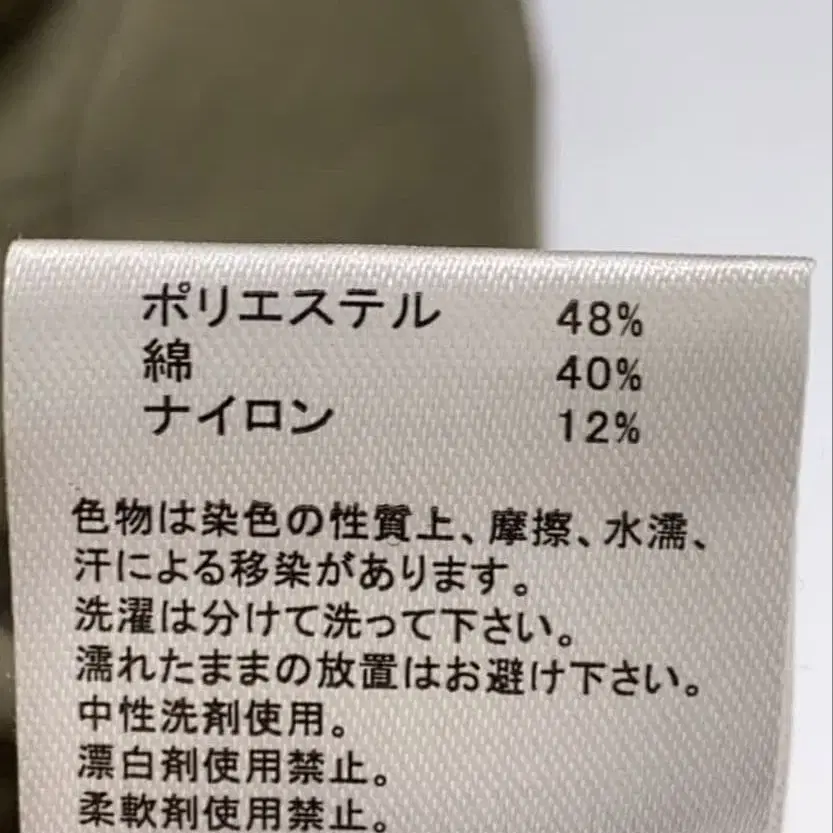 ポリエステル 48%
綿 40%
ナイロン 12%
色物は染色の性質上、摩擦、水濡、
汗による移染があります。
洗濯は分けて洗って下さい。
濡れたままの放置はお避け下さい。
中性洗剤使用。
漂白剤使用禁止。
柔軟剤使用禁止。